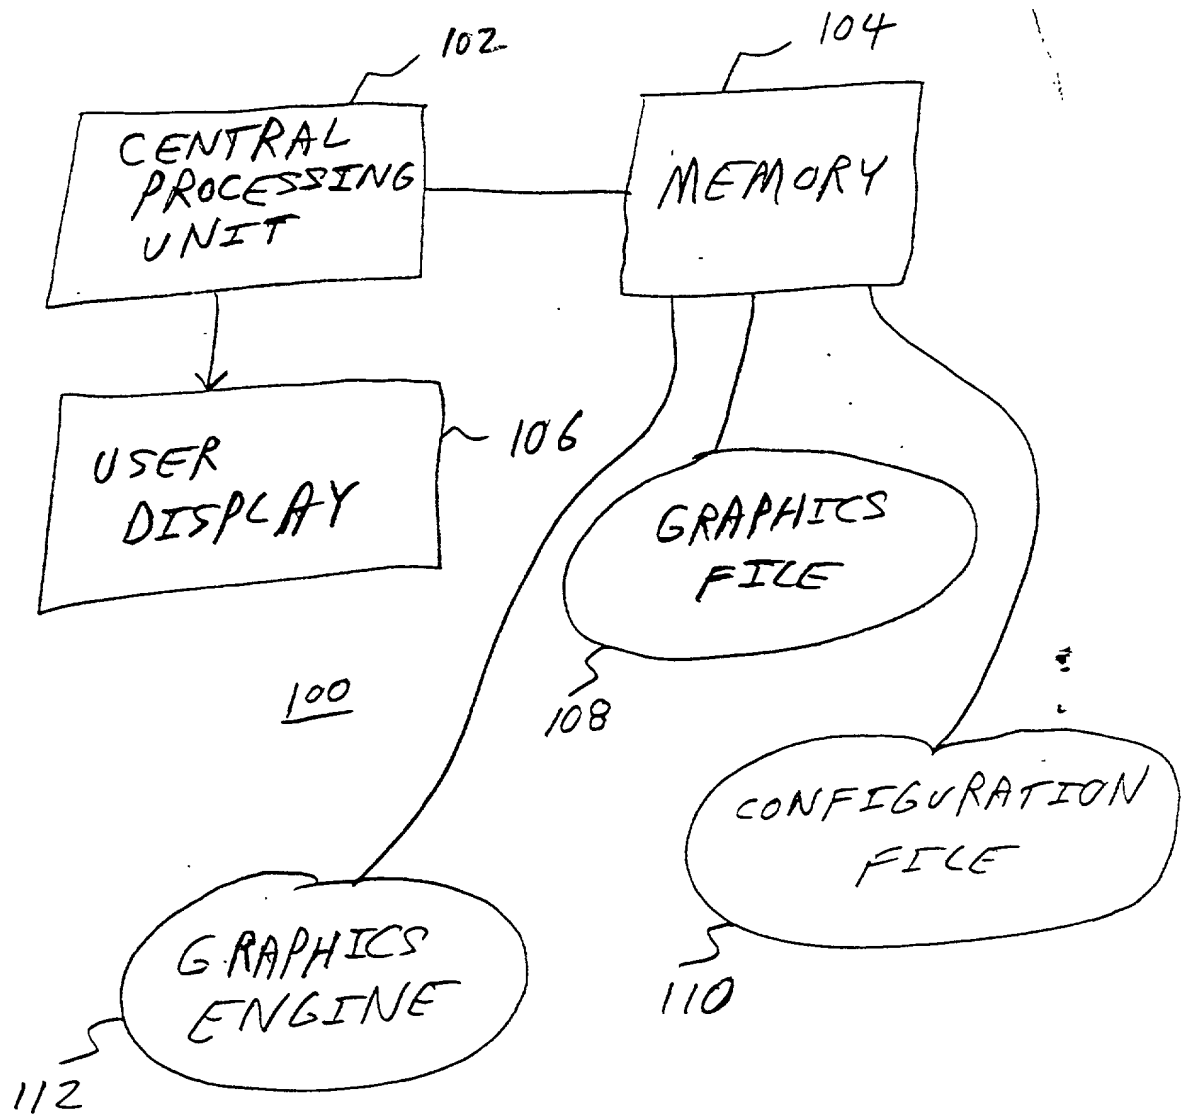 102
104
CENTRAL
PROCESSING
UNIT
MEMORY
USER
DISPLAY
106
GRAPHICS
FILE
100
108
CONFIGURATION
FILE
110
GRAPHICS
ENGINE
112